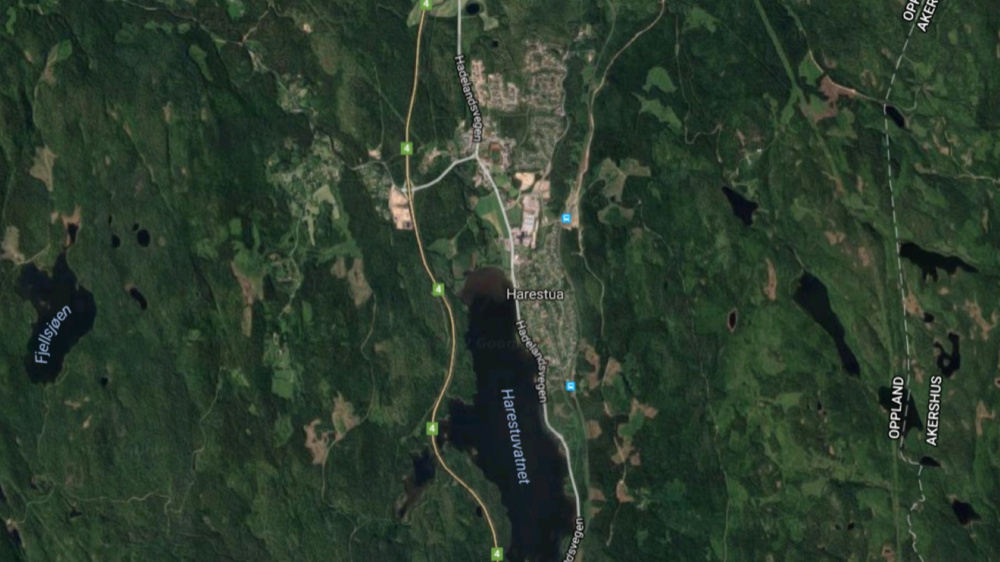 4
OPP
AKER
Hadelandsvegen
4
4
Harestua
Fjellsjøen
Hadelandsvegen
Harestuvatnet
OPPLAND
AKERSHUS
4
4
dsvegen